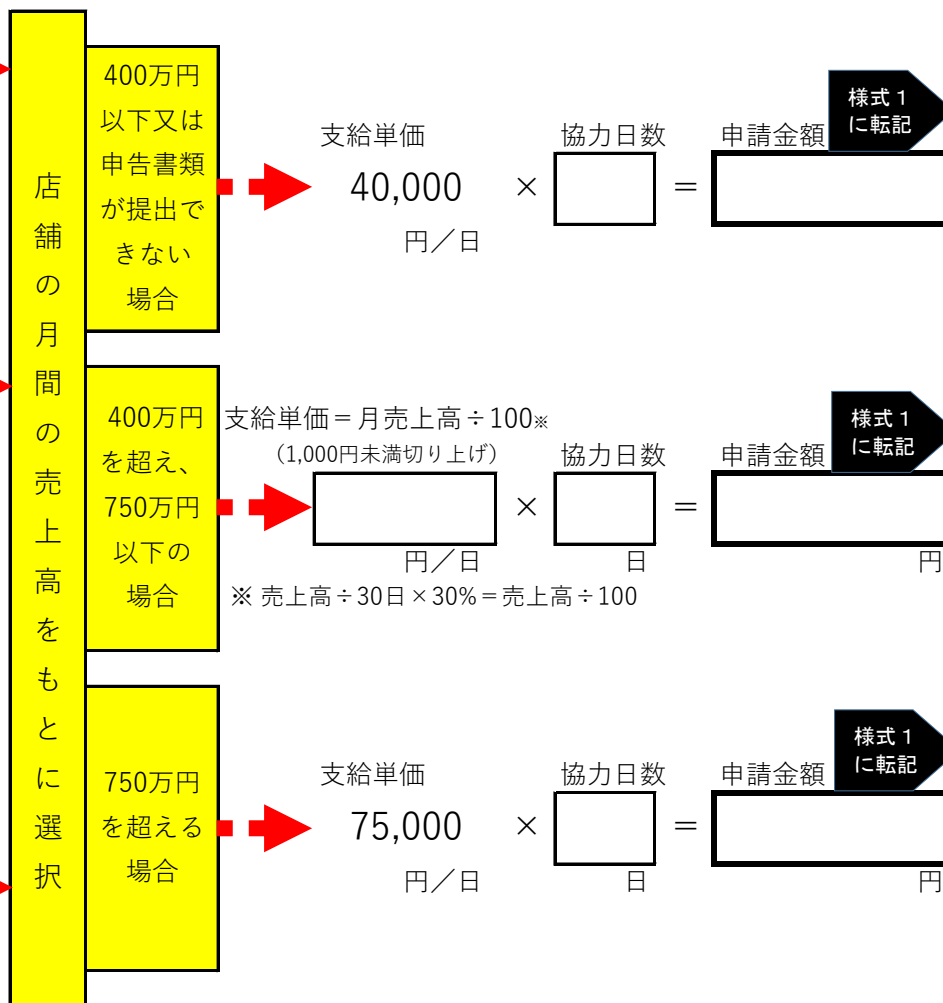 店舗の月間の売上高をもとに選択
400万円
以下又は
申告書類
が提出で
きない
場合
支給単価
協力日数
申請金額
様式1
に転記
40,000
×
＝
円／日
400万円
を超え、
750万円
以下の
場合
支給単価＝月売上高÷100※
(1,000円未満切り上げ)
協力日数
申請金額
様式1
に転記
×
＝
円／日
日
円
※ 売上高÷30日×30%＝売上高÷100
750万円
を超える
場合
支給単価
協力日数
申請金額
様式1
に転記
75,000
×
＝
円／日
日
円